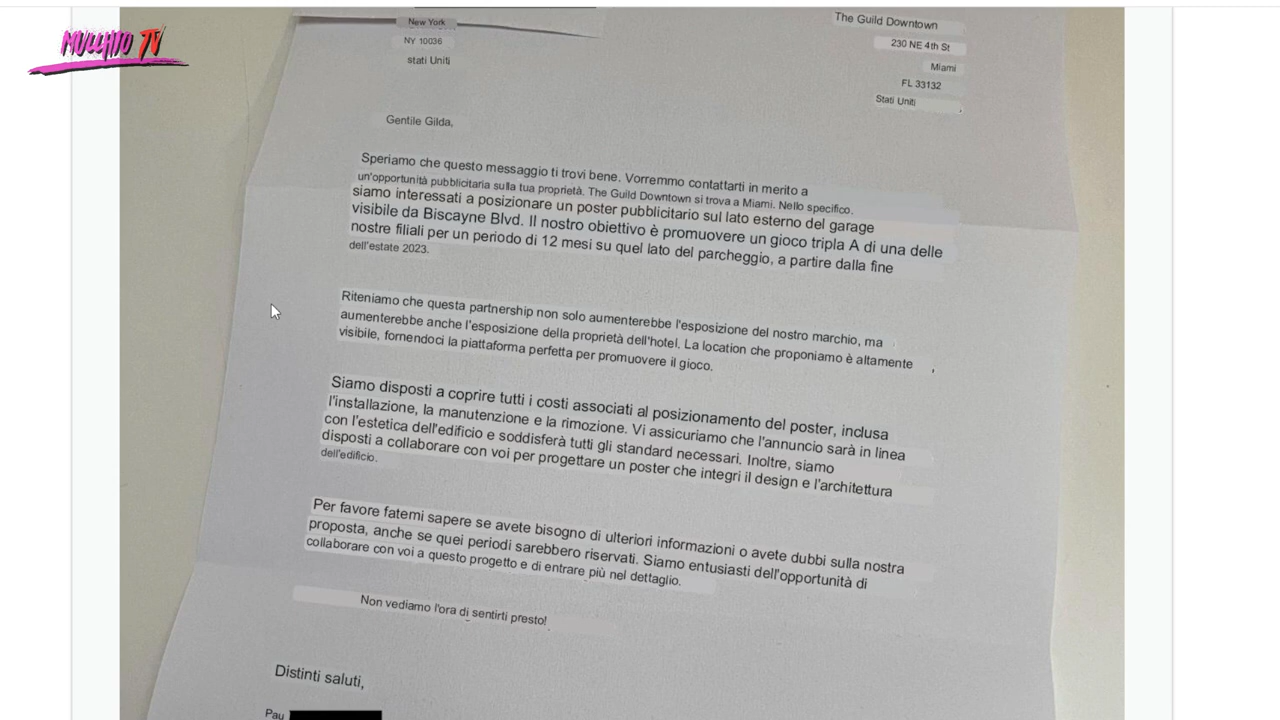 MUCCHIO TV
New York
NY 10036
stati Uniti
The Guild Downtown
230 NE 4th St
Miami
FL 33132
Stati Uniti
Gentile Gilda,
Speriamo che questo messaggio ti trovi bene. Vorremmo contattarti in merito a
un'opportunità pubblicitaria sulla tua proprietà. The Guild Downtown si trova a Miami. Nello specifico.
siamo interessati a posizionare un poster pubblicitario sul lato esterno del garage
visibile da Biscayne Blvd. Il nostro obiettivo è promuovere un gioco tripla A di una delle
nostre filiali per un periodo di 12 mesi su quel lato del parcheggio, a partire dalla fine
dell'estate 2023.
Riteniamo che questa partnership non solo aumenterebbe l'esposizione del nostro marchio, ma
aumenterebbe anche l'esposizione della proprietà dell'hotel. La location che proponiamo è altamente
visibile, fornendoci la piattaforma perfetta per promuovere il gioco.
Siamo disposti a coprire tutti i costi associati al posizionamento del poster, inclusa
l'installazione, la manutenzione e la rimozione. Vi assicuriamo che l'annuncio sarà in linea
con l'estetica dell'edificio e soddisferà tutti gli standard necessari. Inoltre, siamo
disposti a collaborare con voi per progettare un poster che integri il design e l'architettura
dell'edificio.
Per favore fatemi sapere se avete bisogno di ulteriori informazioni o avete dubbi sulla nostra
proposta, anche se quei periodi sarebbero riservati. Siamo entusiasti dell'opportunità di
collaborare con voi a questo progetto e di entrare più nel dettaglio.
Non vediamo l'ora di sentirti presto!
Distinti saluti,
Pau